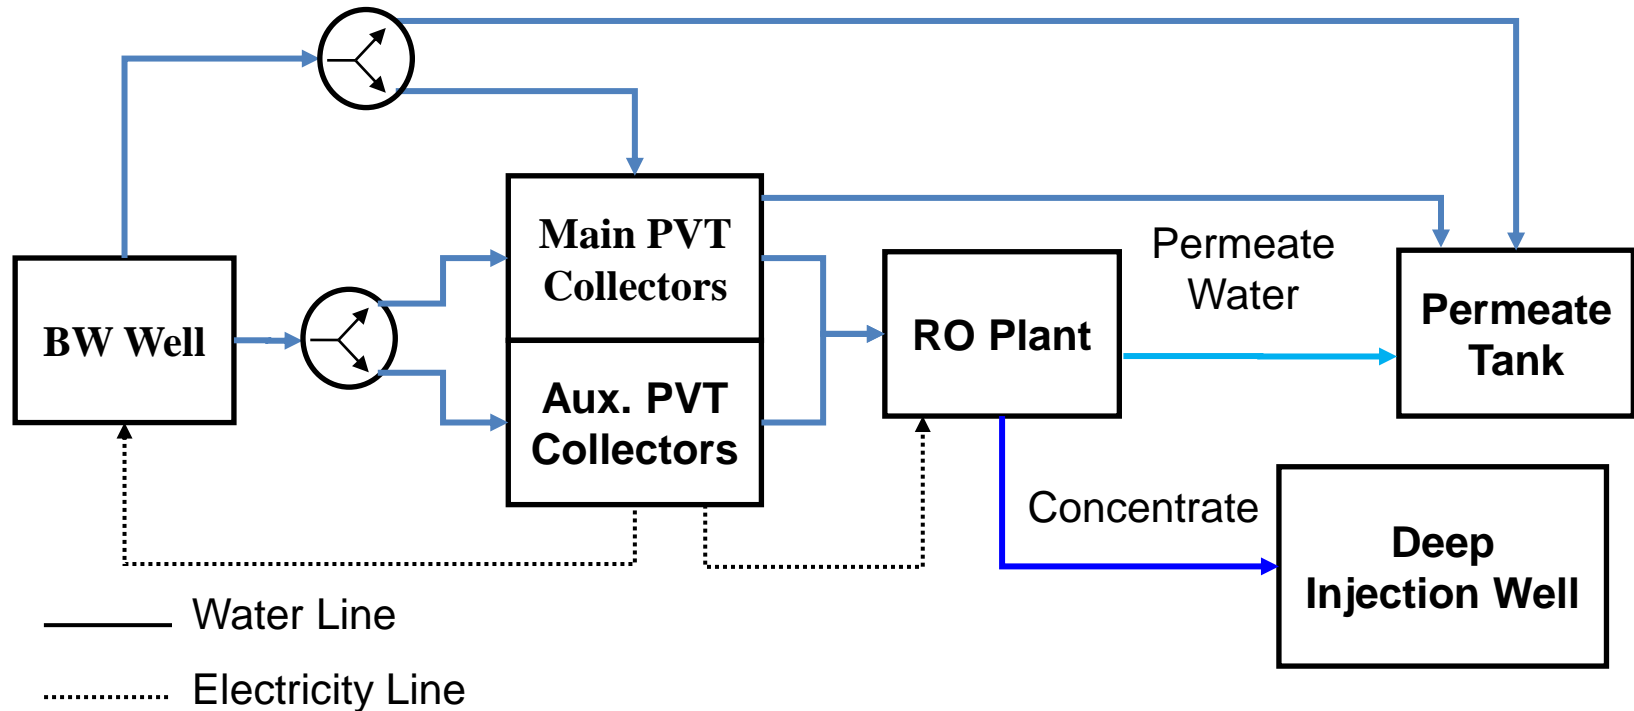 BW Well
Main PVT
Collectors
Aux. PVT
Collectors
RO Plant
Permeate
Water
Permeate
Tank
Concentrate
Deep
Injection Well
Water Line
Electricity Line